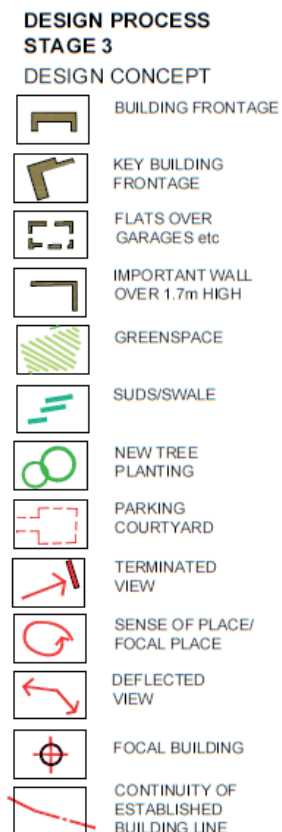 DESIGN PROCESS
STAGE 3
DESIGN CONCEPT
BUILDING FRONTAGE
KEY BUILDING
FRONTAGE
FLATS OVER
GARAGES etc
IMPORTANT WALL
OVER 1.7m HIGH
GREENSPACE
SUDS/SWALE
NEW TREE
PLANTING
PARKING
COURTYARD
TERMINATED
VIEW
SENSE OF PLACE/
FOCAL PLACE
DEFLECTED
VIEW
FOCAL BUILDING
CONTINUITY OF
ESTABLISHED
BUILDING LINE